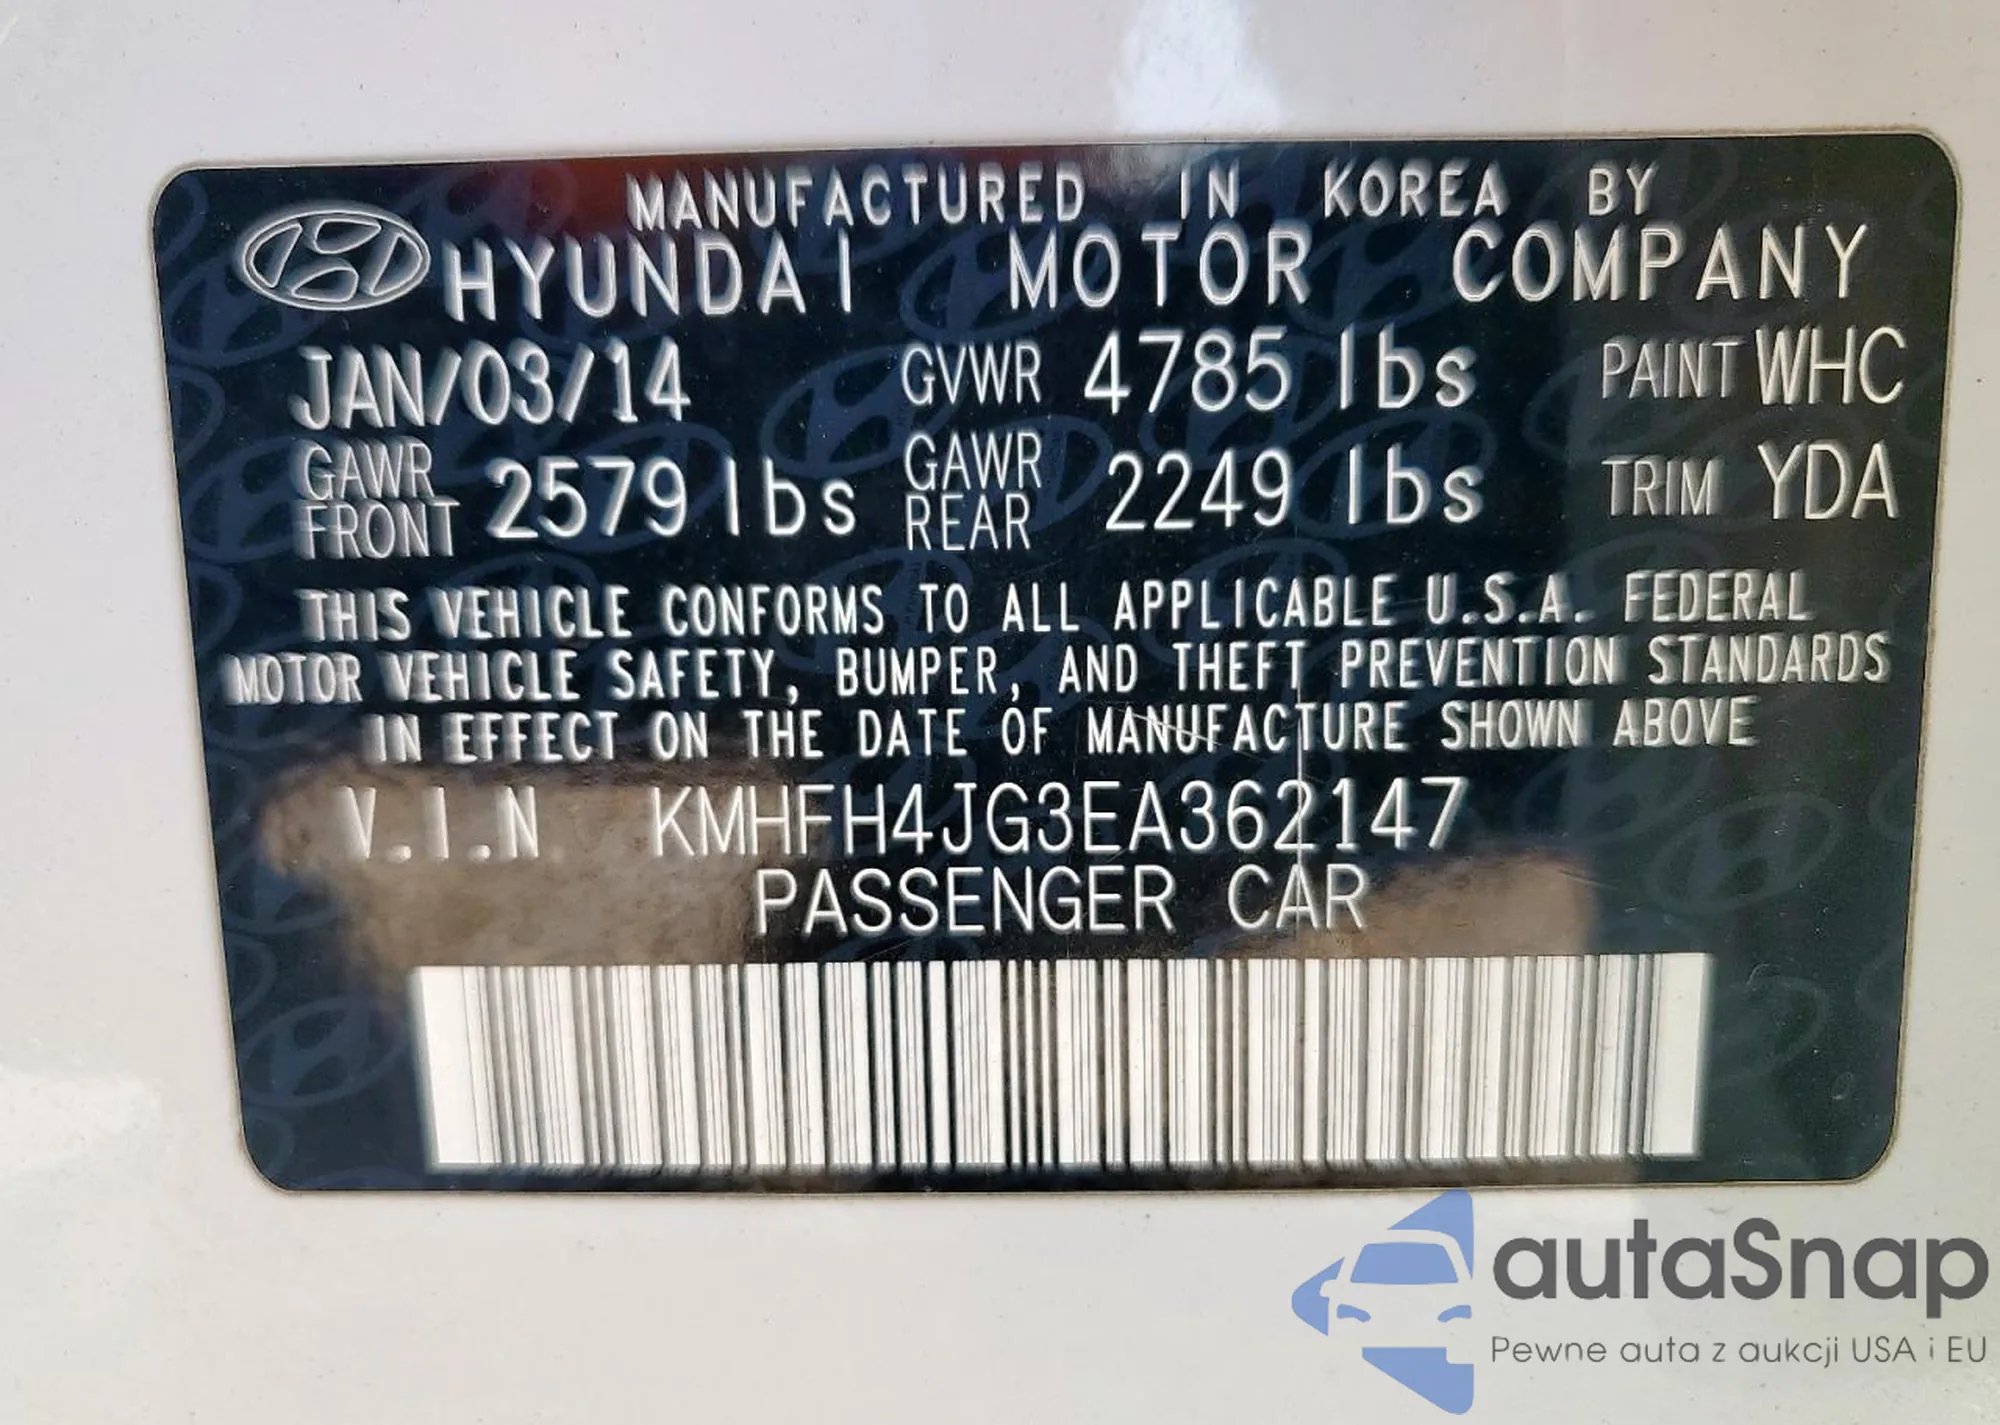 MANUFACTURED IN KOREA BY
HYUNDAI MOTOR COMPANY
JAN/03/14 GVWR 4785 lbs PAINT WHC
GAWR FRONT 2579 lbs GAWR REAR 2249 lbs TRIM YDA
THIS VEHICLE CONFORMS TO ALL APPLICABLE U.S.A. FEDERAL
MOTOR VEHICLE SAFETY, BUMPER, AND THEFT PREVENTION STANDARDS
IN EFFECT ON THE DATE OF MANUFACTURE SHOWN ABOVE
V.I.N KMHFH4JG3EA362147
PASSENGER CAR
autaSnap
Pewne auta z aukcji USA i EU